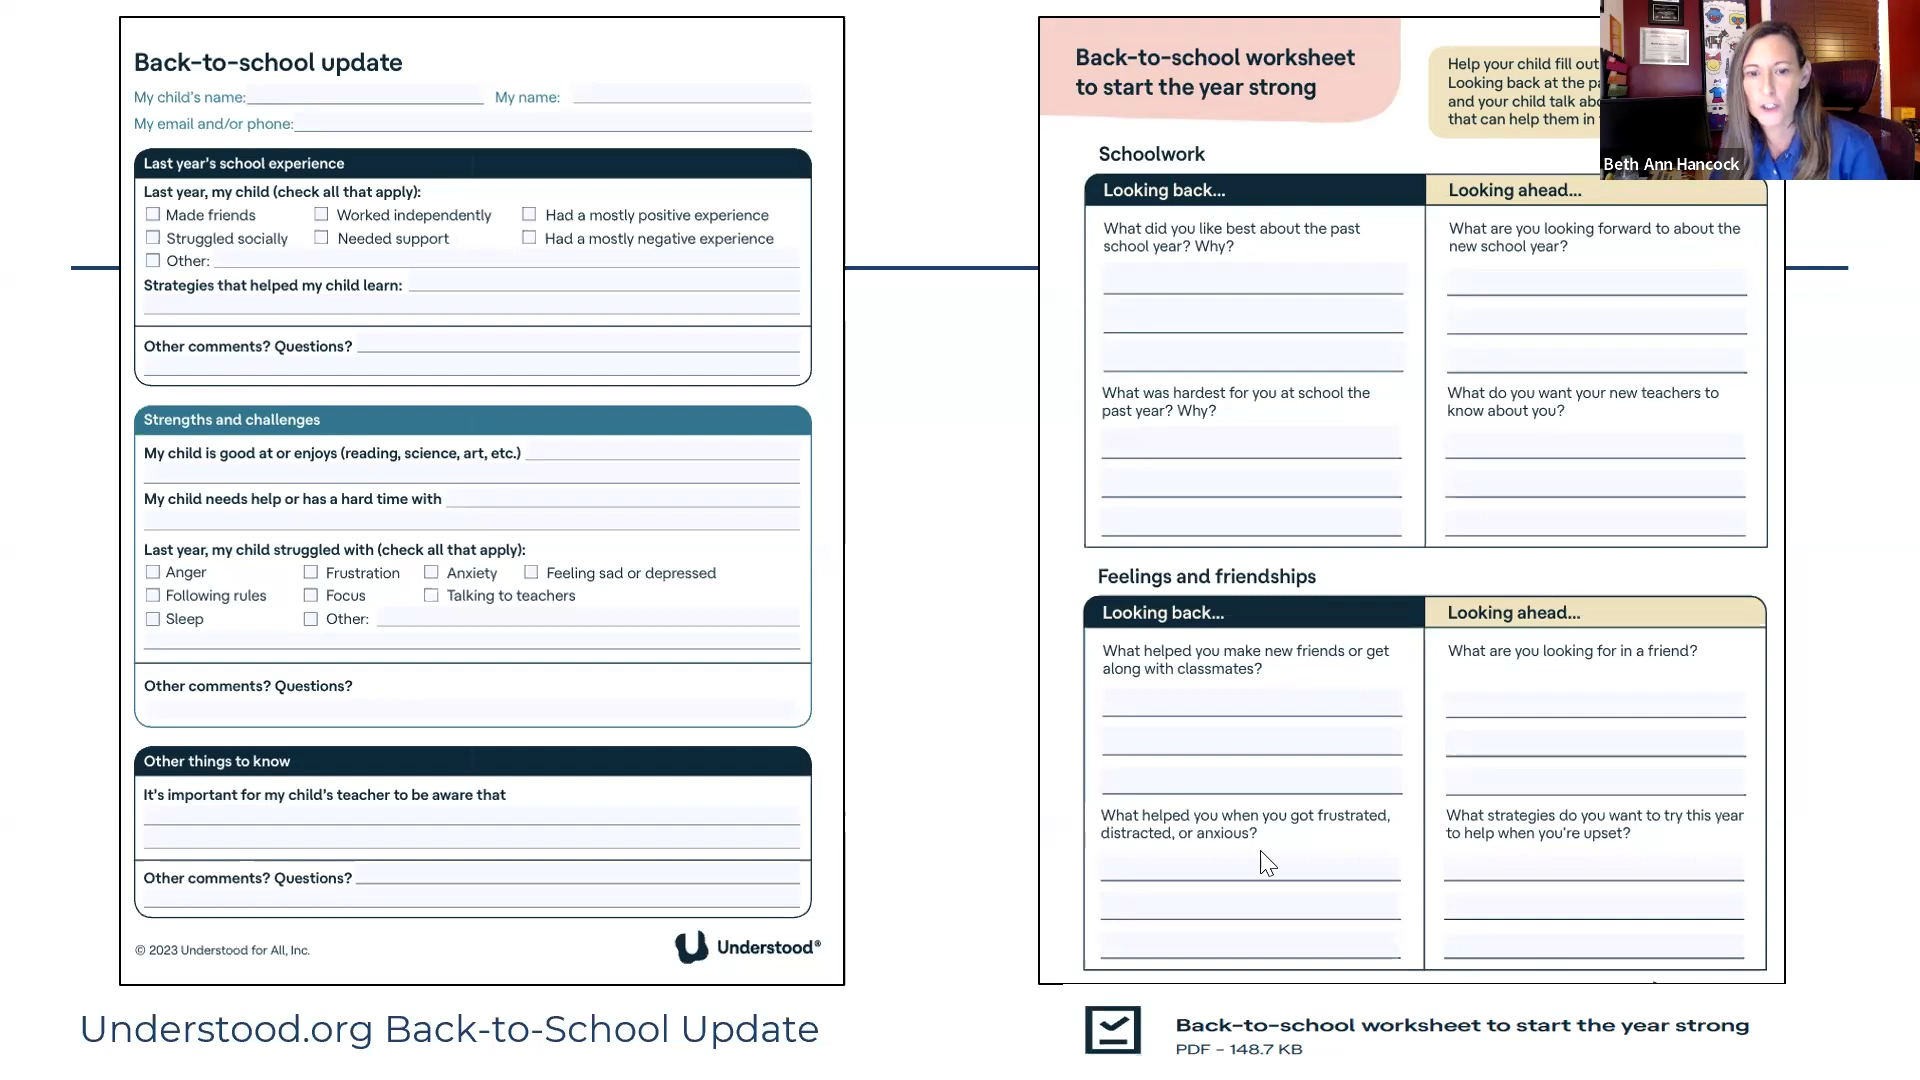 Back-to-school update
My child's name: My name:
My email and/or phone:
Last year's school experience
Last year, my child (check all that apply):
Made friends Worked independently Had a mostly positive experience
Struggled socially Needed support Had a mostly negative experience
Other:
Strategies that helped my child learn:
Other comments? Questions?
Strengths and challenges
My child is good at or enjoys (reading, science, art, etc.)
My child needs help or has a hard time with
Last year, my child struggled with (check all that apply):
Anger Frustration Anxiety Feeling sad or depressed
Following rules Focus Talking to teachers
Sleep Other:
Other comments? Questions?
Other things to know
It's important for my child's teacher to be aware that
Other comments? Questions?
© 2023 Understood for All, Inc.
Understood®
Understood.org Back-to-School Update
Back-to-school worksheet
to start the year strong
Help your child fill out
Looking back at the
and your child talk
that can help them in
Beth Ann Hancock
Schoolwork
Looking back... Looking ahead...
What did you like best about the past
school year? Why?
What are you looking forward to about the
new school year?
What was hardest for you at school the
past year? Why?
What do you want your new teachers to
know about you?
Feelings and friendships
Looking back... Looking ahead...
What helped you make new friends or get
along with classmates?
What are you looking for in a friend?
What helped you when you got frustrated,
distracted, or anxious?
What strategies do you want to try this year
to help when you're upset?
Back-to-school worksheet to start the year strong
PDF – 148.7 KB